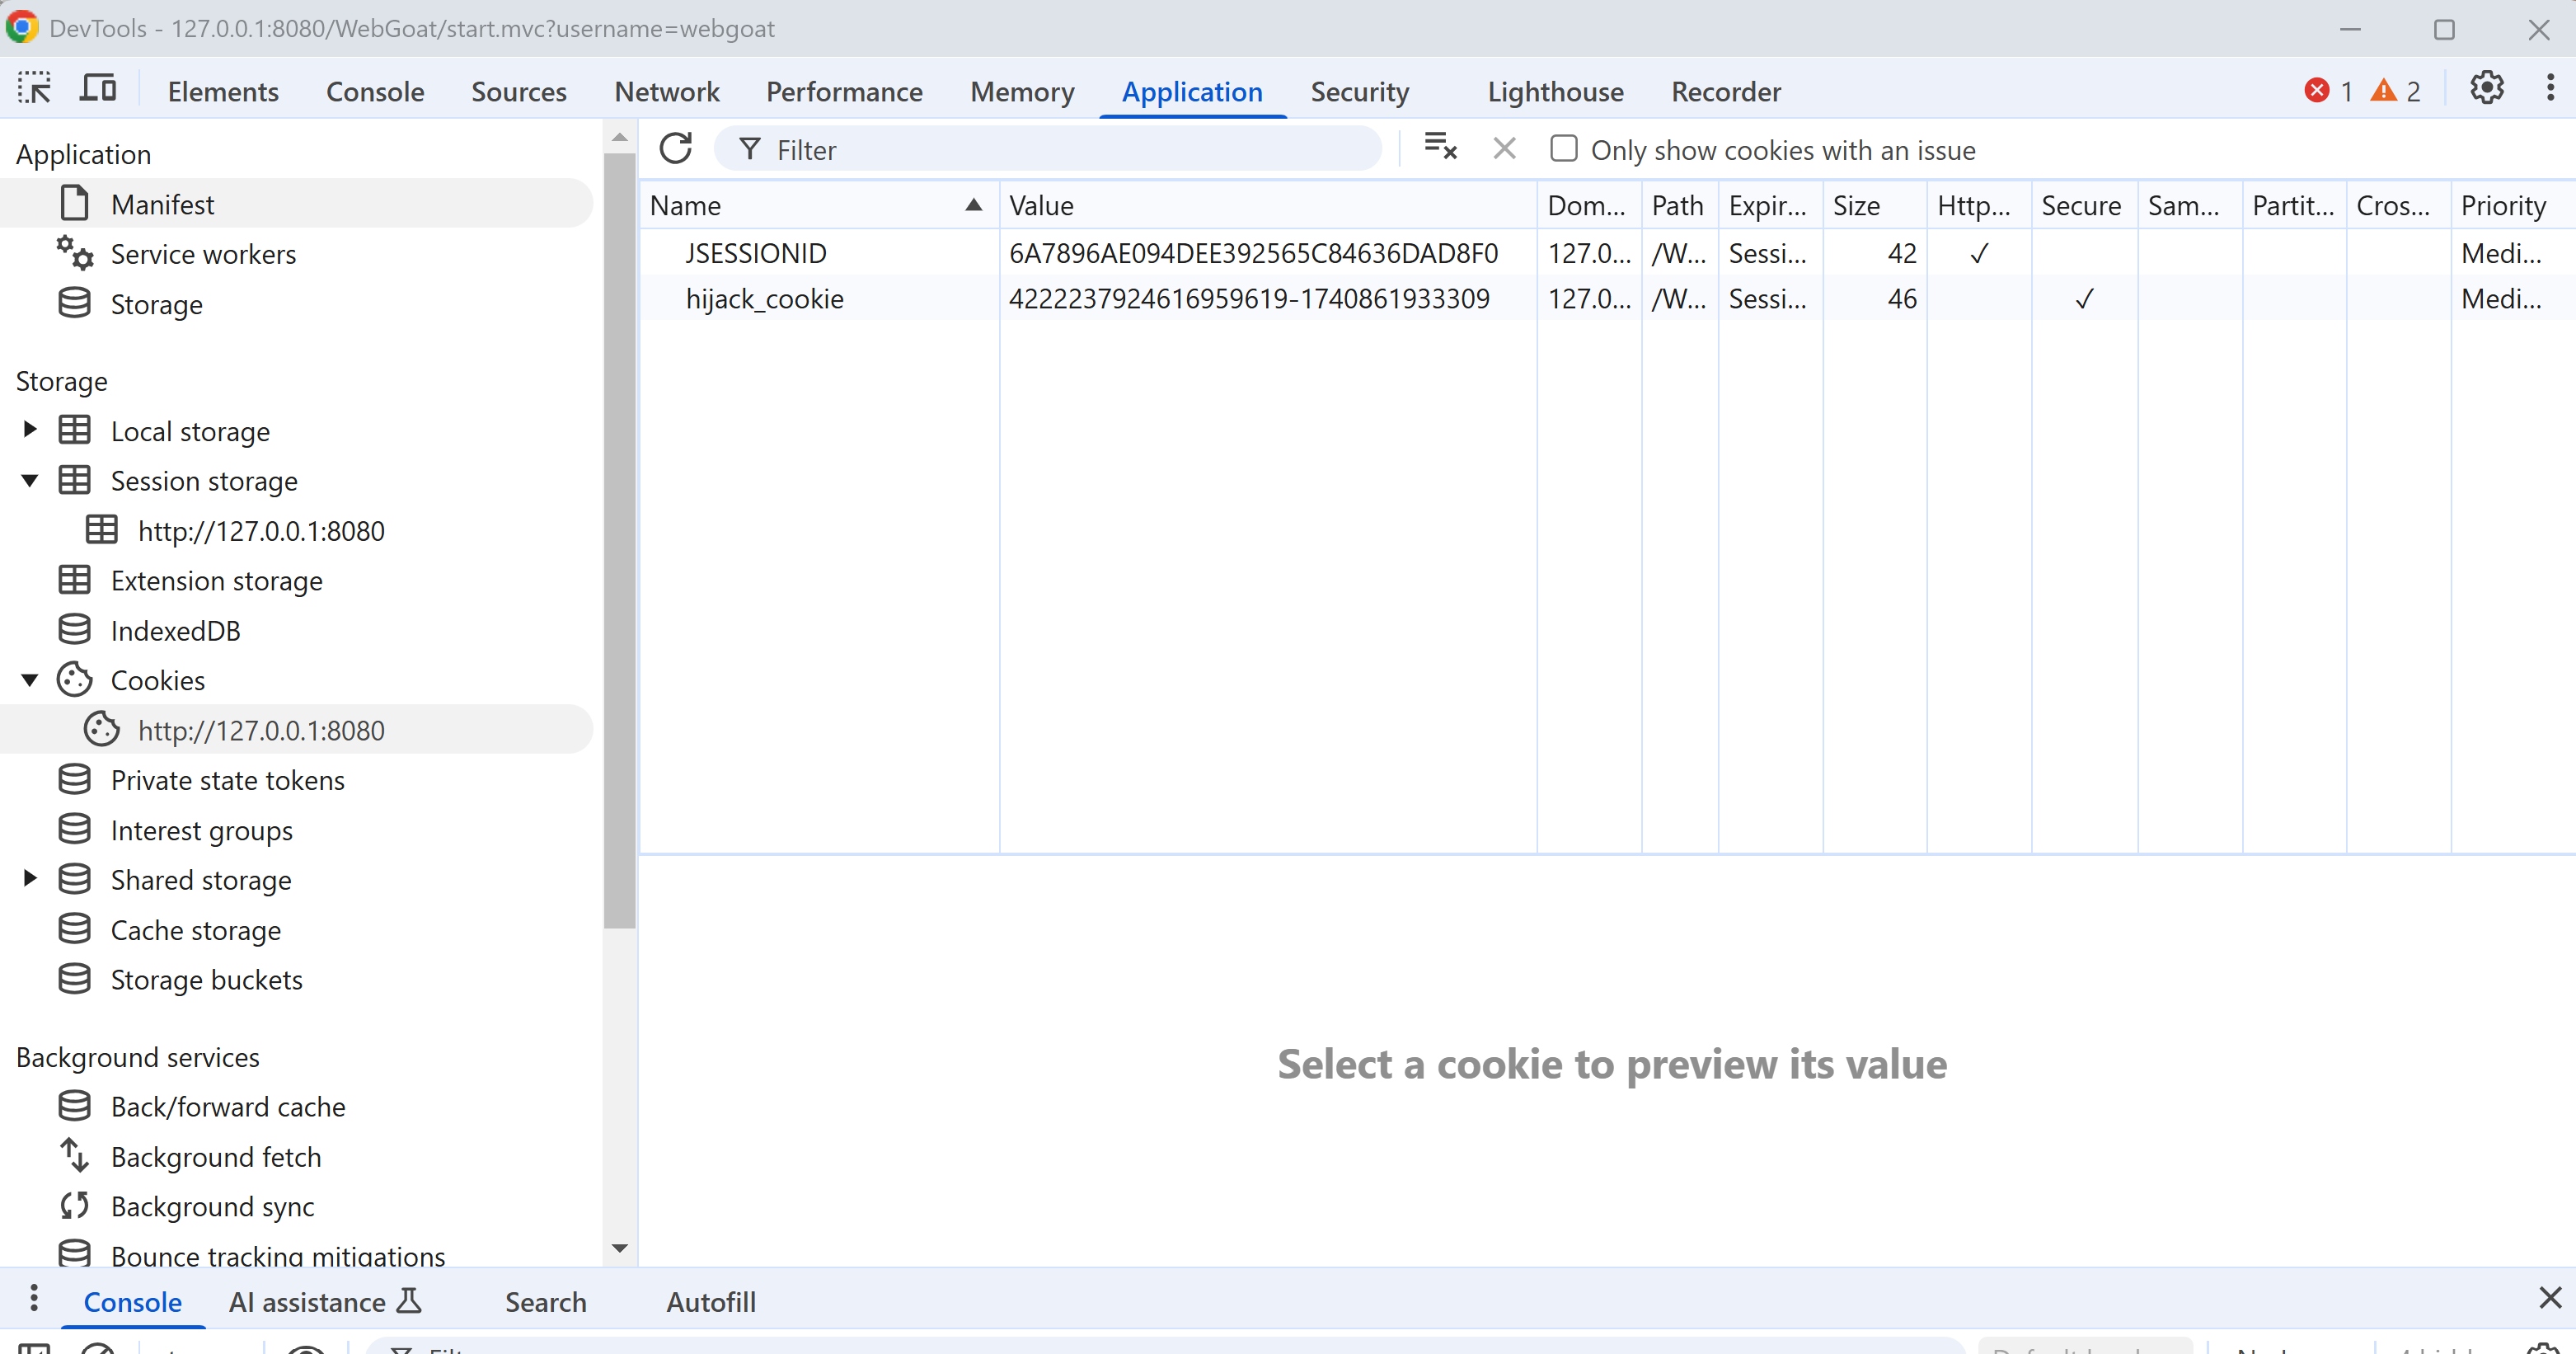 DevTools - 127.0.0.1:8080/WebGoat/start.mvc?username=webgoat
Elements Console Sources Network Performance Memory Application Security Lighthouse Recorder 1 2
Application
Manifest
Service workers
Storage
Storage
Local storage
Session storage
http://127.0.0.1:8080
Extension storage
IndexedDB
Cookies
http://127.0.0.1:8080
Private state tokens
Interest groups
Shared storage
Cache storage
Storage buckets
Background services
Back/forward cache
Background fetch
Background sync
Bounce tracking mitigations
Filter Only show cookies with an issue
Name Value Dom... Path Expir... Size Http... Secure Sam... Partit... Cros... Priority
JSESSIONID 6A7896AE094DEE392565C84636DAD8F0 127.0... /W... Sessi... 42 ✓ Medi...
hijack_cookie 4222237924616959619-1740861933309 127.0... /W... Sessi... 46 ✓ Medi...
Select a cookie to preview its value
Console AI assistance Search Autofill